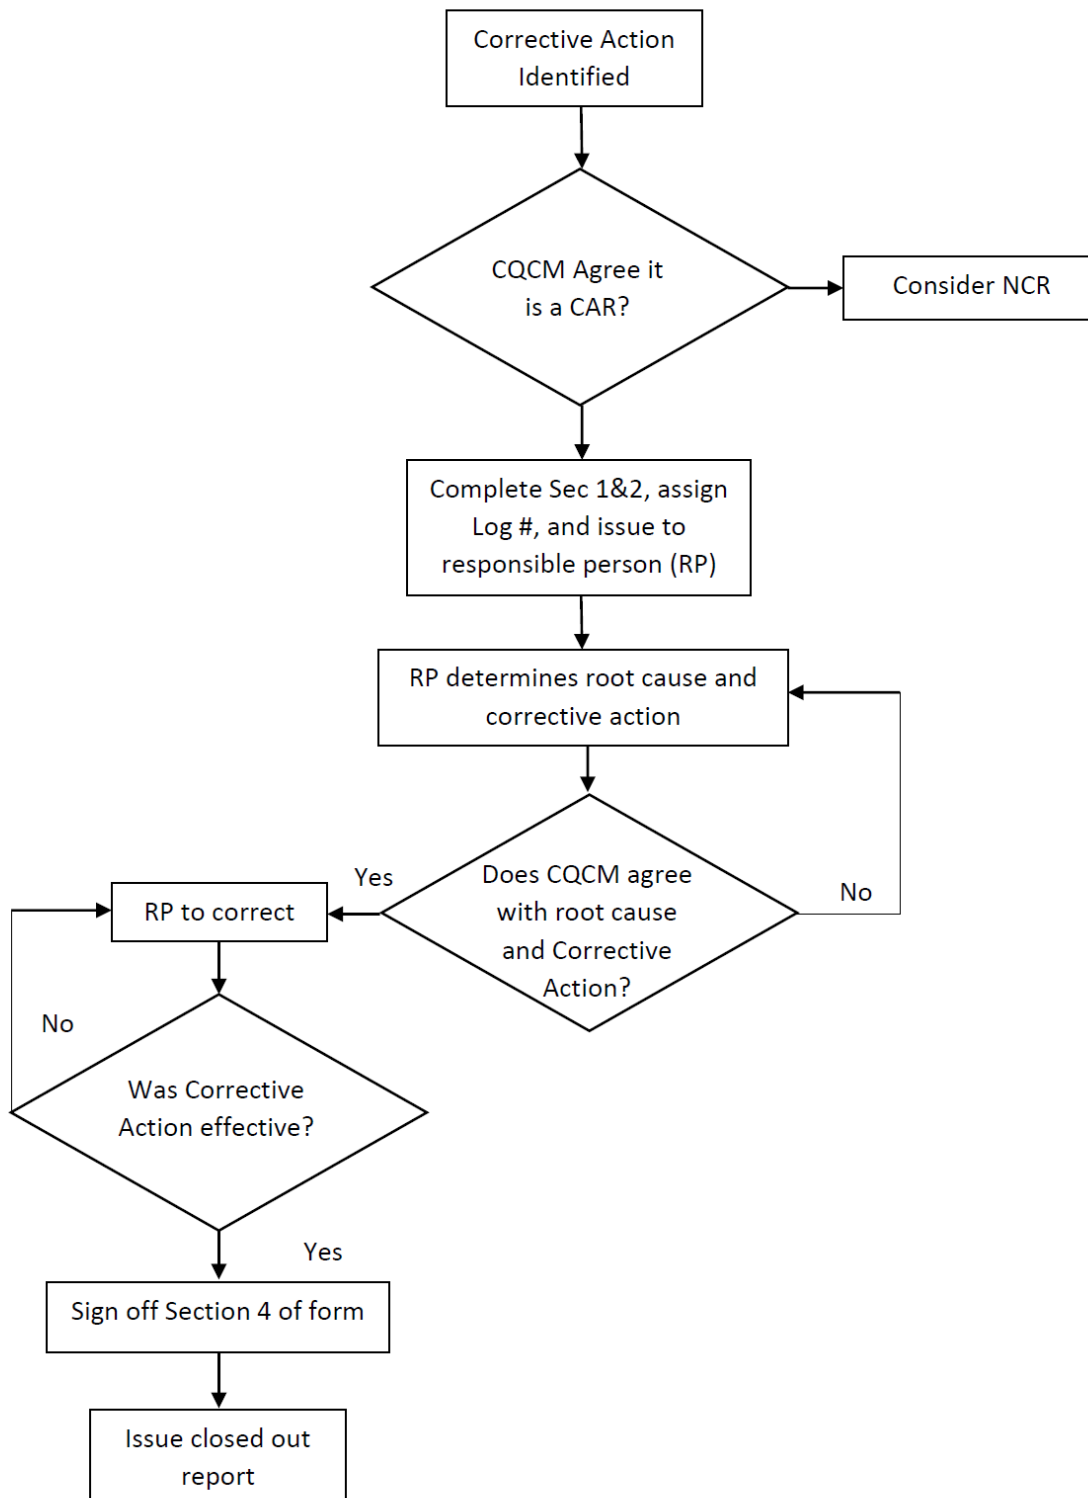 Corrective Action
Identified
CQCM Agree it
is a CAR?
Consider NCR
Complete Sec 1&2, assign
Log #, and issue to
responsible person (RP)
RP determines root cause and
corrective action
Does CQCM agree
with root cause
and Corrective
Action?
Yes
No
RP to correct
No
Was Corrective
Action effective?
Yes
Sign off Section 4 of form
Issue closed out
report